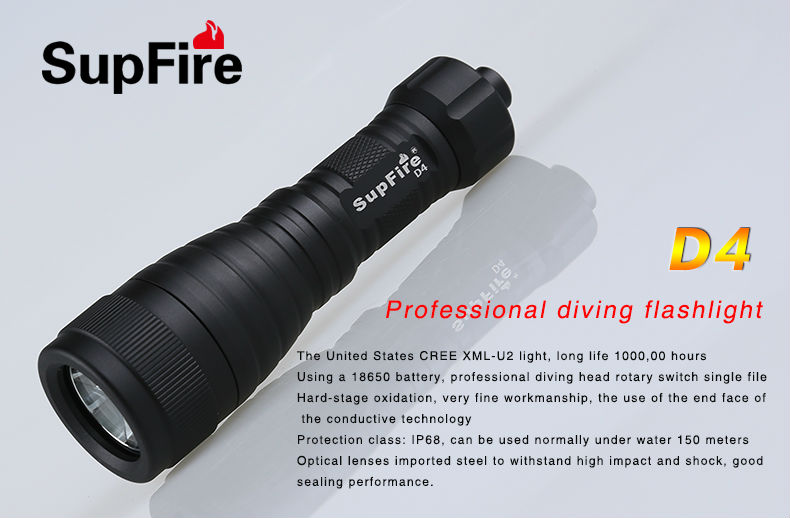 SupFire
SupFire D4
D4
SupFire D4
Professional diving flashlight
The United States CREE XML-U2 light, long life 1000,00 hours
Using a 18650 battery, professional diving head rotary switch single file
Hard-stage oxidation, very fine workmanship, the use of the end face of
the conductive technology
Protection class: IP68, can be used normally under water 150 meters
Optical lenses imported steel to withstand high impact and shock, good
sealing performance.